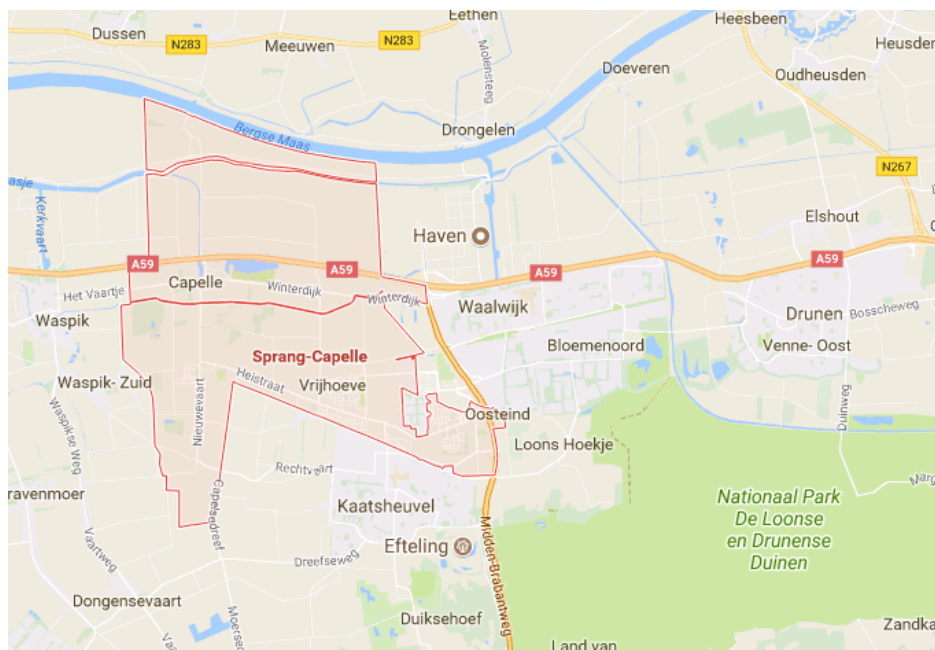 Eethen
Dussen
Heesbeen
N283
Meeuwen
N283
Molensteeg
Heusden
Doeveren
Oudheusden
Bergse Maas
Drongelen
N267
asje
Kerkvaart
Elshout
Haven
A59
A59
A59
A59
Capelle
Het Vaartje
Winterdijk
Winterdijk
Waalwijk
Waspik
Drunen
Bosscheweg
Bloemenoord
Venne- Oost
Sprang-Capelle
Waspik- Zuid
Heistraat
Vrijhoeve
Nieuwevaart
Waspikse Weg
Oosteind
Duinweg
Loons Hoekje
Rechtvaart
ravenmoer
Capelsedreef
Kaatsheuvel
Nationaal Park
De Loonse
en Drunense
Duinen
Efteling
Midden-Brabantweg
Vaartweg
Dreefseweg
Dongensevaart
Duiksehoef
Moersed
Zandka
Land van